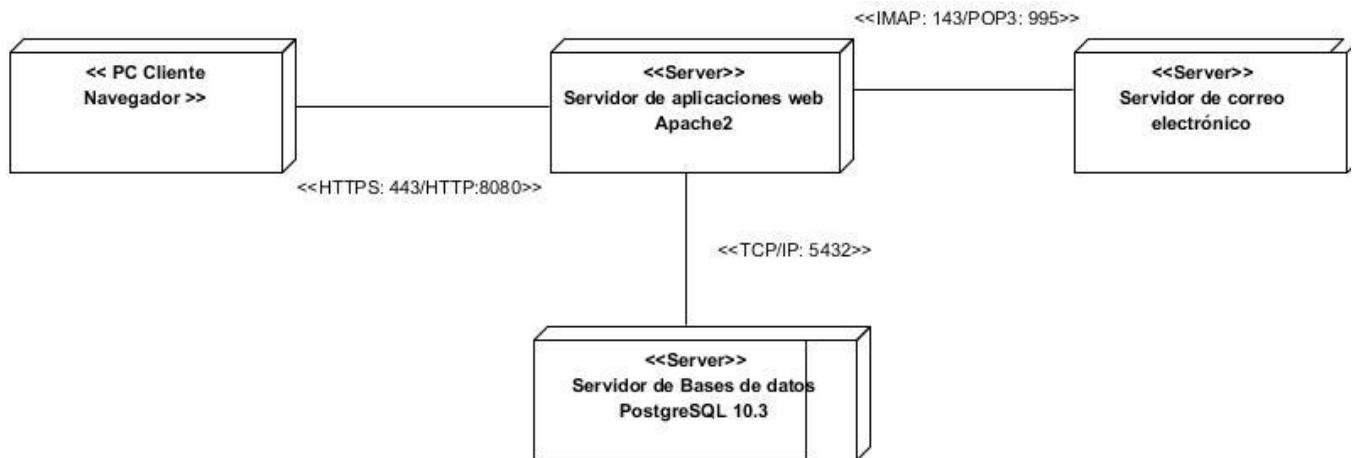 <<IMAP: 143/POP3: 995>>
<< PC Cliente
Navegador >>
<<Server>>
Servidor de aplicaciones web
Apache2
<<Server>>
Servidor de correo
electrónico
<<HTTPS: 443/HTTP:8080>>
<<TCP/IP: 5432>>
<<Server>>
Servidor de Bases de datos
PostgreSQL 10.3